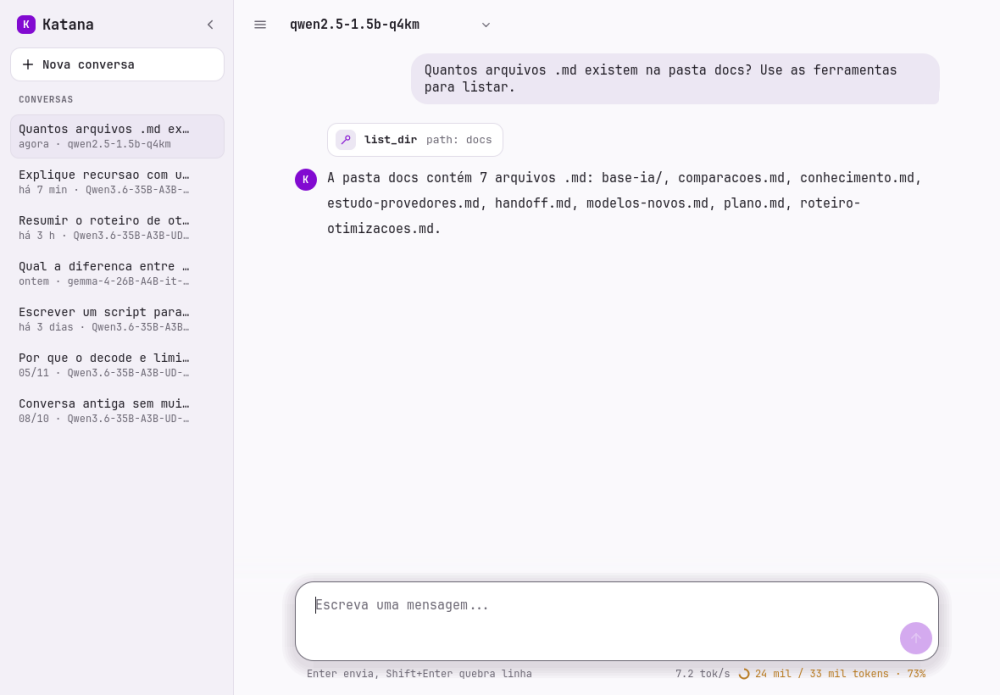 K Katana
Nova conversa
CONVERSAS
Quantos arquivos .md ex…
agora · qwen2.5-1.5b-q4km
Explique recursao com u…
há 7 min · Qwen3.6-35B-A3B-…
Resumir o roteiro de ot…
há 3 h · Qwen3.6-35B-A3B-UD…
Qual a diferenca entre …
ontem · gemma-4-26B-A4B-it-…
Escrever um script para…
há 3 dias · Qwen3.6-35B-A3B…
Por que o decode e limi…
05/11 · Qwen3.6-35B-A3B-UD-…
Conversa antiga sem mui…
08/10 · Qwen3.6-35B-A3B-UD-…
qwen2.5-1.5b-q4km
Quantos arquivos .md existem na pasta docs? Use as ferramentas
para listar.
list_dir path: docs
K A pasta docs contém 7 arquivos .md: base-ia/, comparacoes.md, conhecimento.md,
estudo-provedores.md, handoff.md, modelos-novos.md, plano.md, roteiro-
otimizacoes.md.
Escreva uma mensagem...
Enter envia, Shift+Enter quebra linha
7.2 tok/s 24 mil / 33 mil tokens · 73%